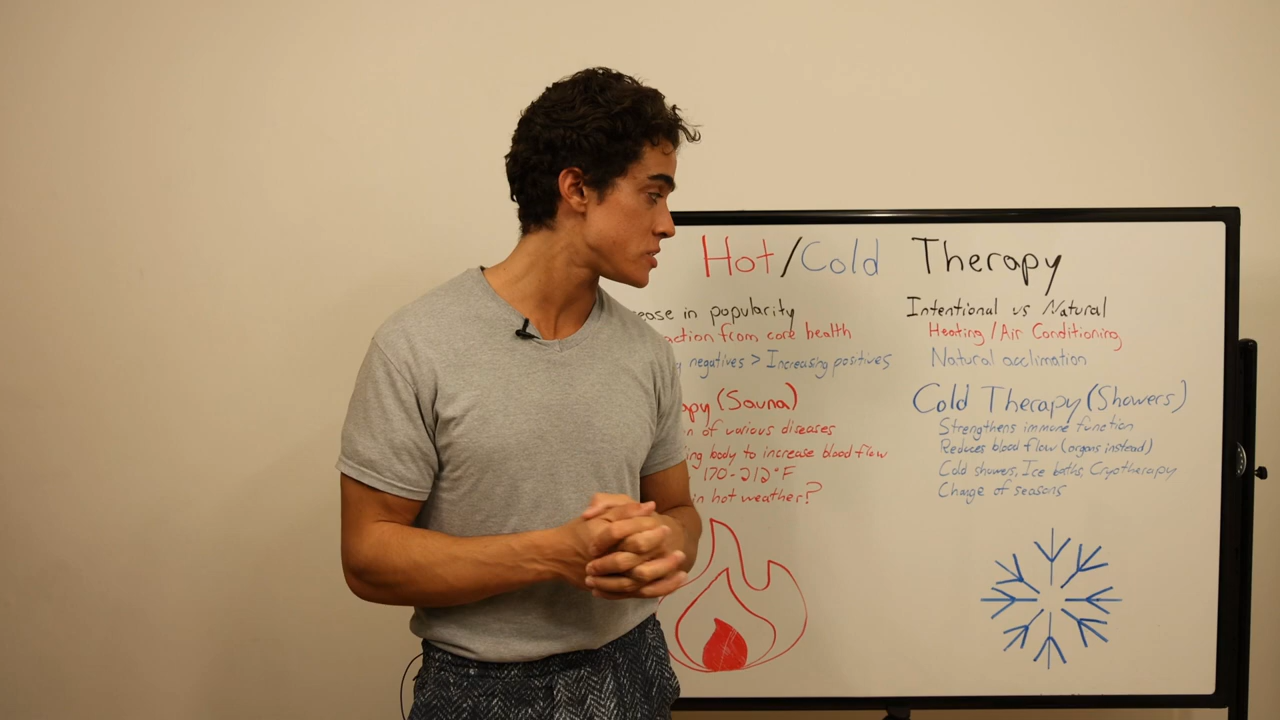 Hot/Cold Therapy
ease in popularity
action from core health
negatives > Increasing positives
apy (Sauna)
n of various diseases
ing body to increase blood flow
170-212°F
in hot weather?
Intentional vs Natural
Heating/Air Conditioning
Natural acclimation
Cold Therapy (Showers)
Strengthens immune function
Reduces blood flow (organs instead)
Cold showers, Ice baths, Cryotherapy
Change of seasons